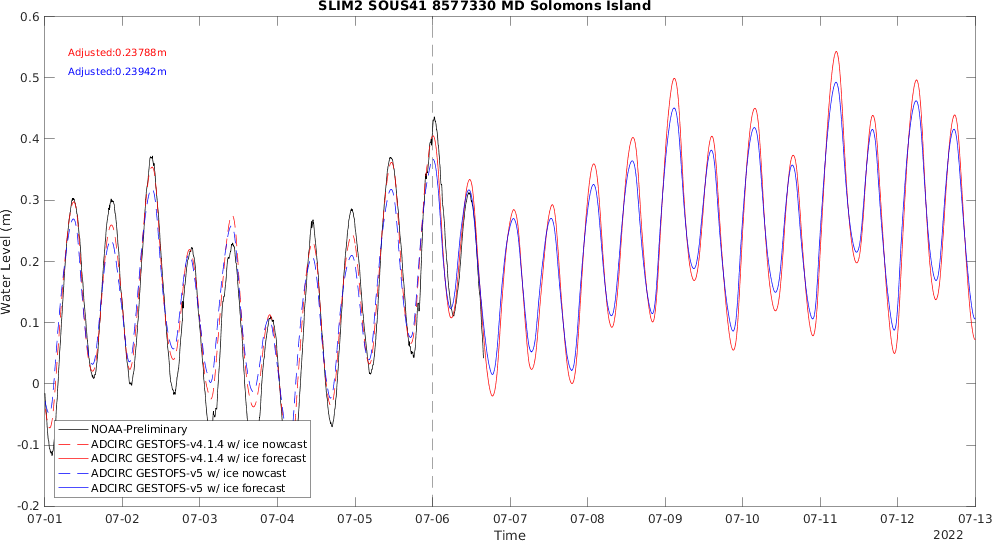 SLIM2 SOUS41 8577330 MD Solomons Island
Adjusted:0.23788m
Adjusted:0.23942m
0.6
0.5
0.4
0.3
0.2
0.1
0
-0.1
-0.2
Water Level (m)
NOAA-Preliminary
ADCIRC GESTOFS-v4.1.4 w/ ice nowcast
ADCIRC GESTOFS-v4.1.4 w/ ice forecast
ADCIRC GESTOFS-v5 w/ ice nowcast
ADCIRC GESTOFS-v5 w/ ice forecast
07-01 07-02 07-03 07-04 07-05 07-06 07-07 07-08 07-09 07-10 07-11 07-12 07-13
Time
2022